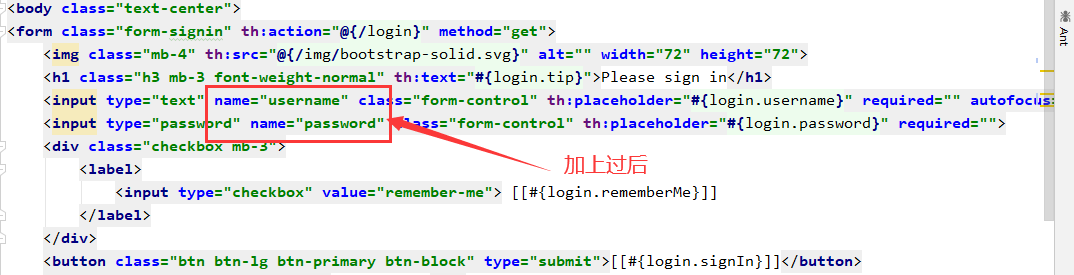 <body class="text-center">
<form class="form-signin" th:action="@{/login}" method="get">
<img class="mb-4" th:src="@{/img/bootstrap-solid.svg}" alt="" width="72" height="72">
<h1 class="h3 mb-3 font-weight-normal" th:text="#{login.tip}">Please sign in</h1>
<input type="text" name="username" class="form-control" th:placeholder="#{login.username}" required="" autofocus=
<input type="password" name="password" class="form-control" th:placeholder="#{login.password}" required="">
<div class="checkbox mb-3">
<label>
加上过后
<input type="checkbox" value="remember-me"> [[#{login.rememberMe}]]
</label>
</div>
<button class="btn btn-lg btn-primary btn-block" type="submit">[[#{login.signIn}]]</button>
Ant